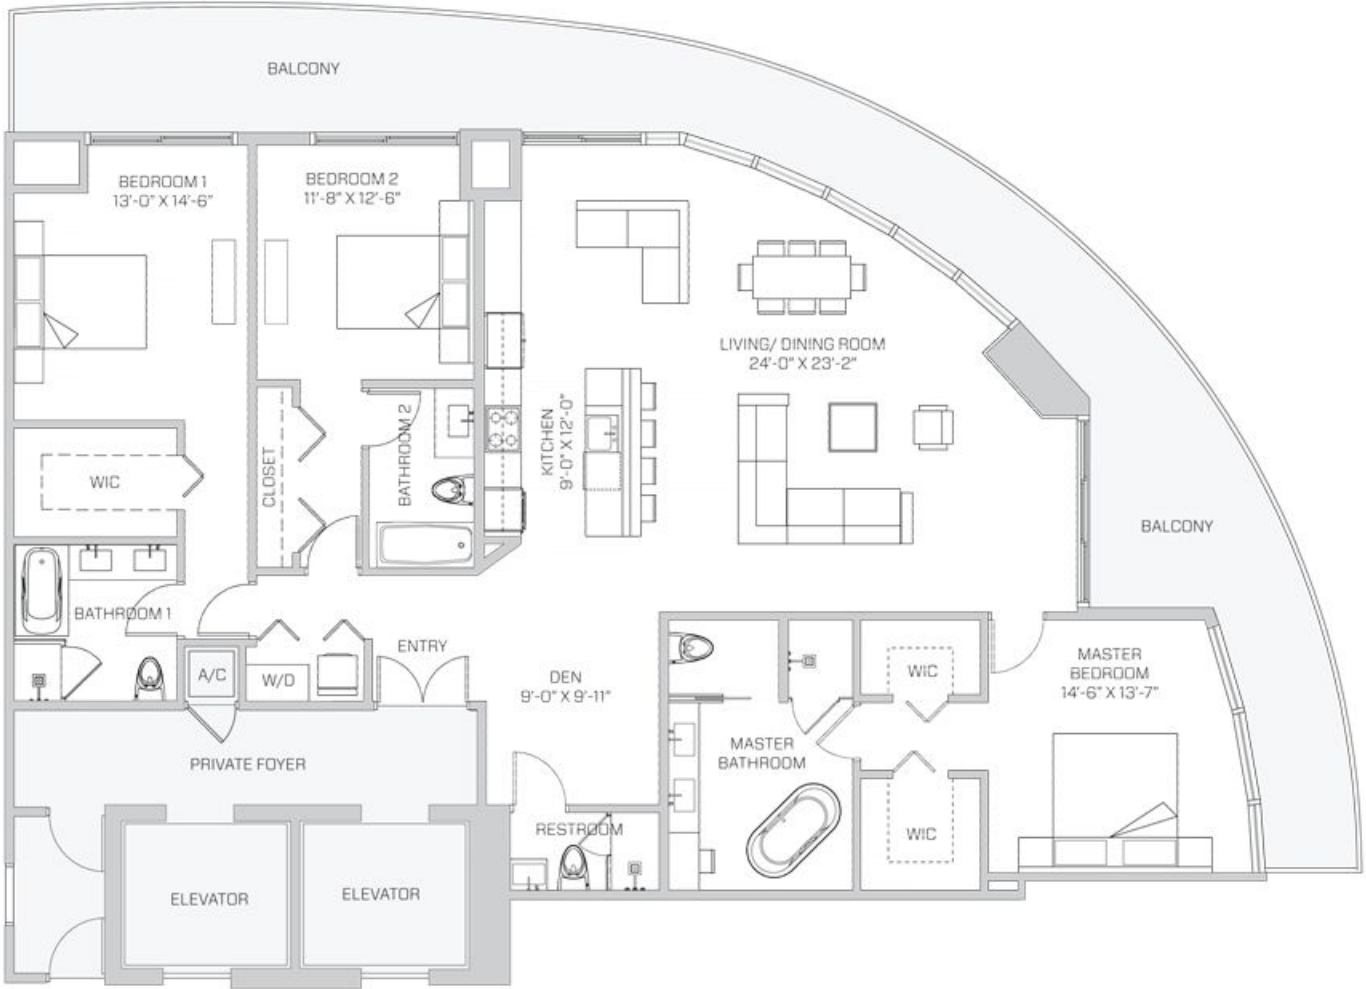 BALCONY
BEDROOM 1
13'-0" X 14'-6"
BEDROOM 2
11'-8" X 12'-6"
LIVING/ DINING ROOM
24'-0" X 23'-2"
KITCHEN
9'-0" X 12'-0"
BATHROOM 2
CLOSET
WIC
BALCONY
BATHROOM 1
ENTRY
A/C
W/D
DEN
9'-0" X 9'-11"
WIC
MASTER
BEDROOM
14'-6" X 13'-7"
MASTER
BATHROOM
PRIVATE FOYER
RESTROOM
WIC
ELEVATOR
ELEVATOR